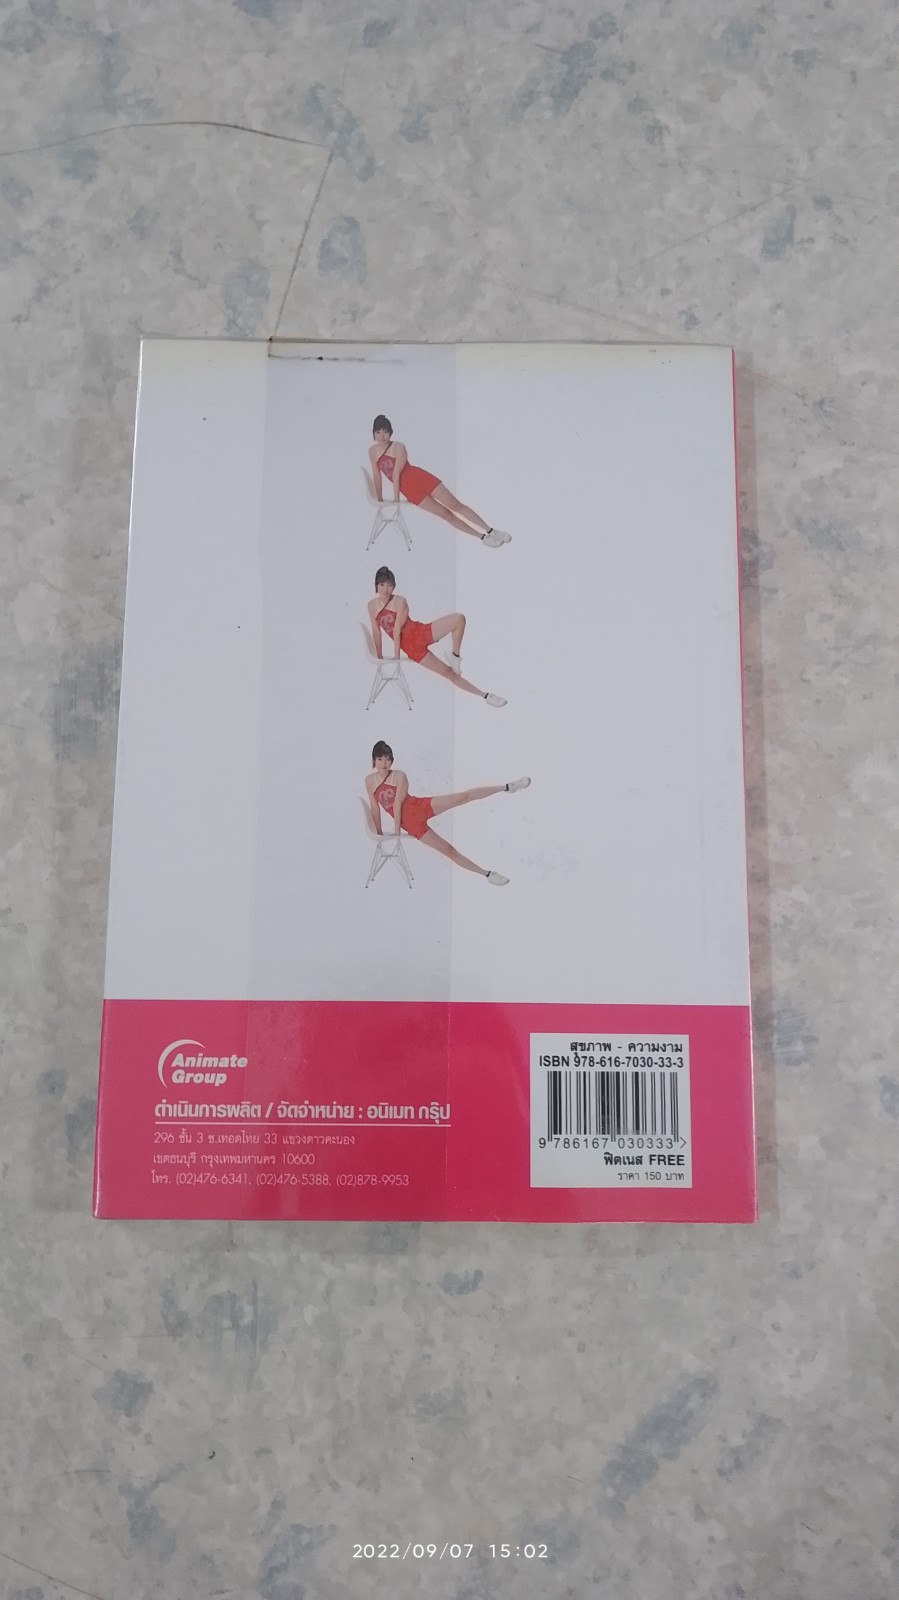 Animate
Group
ดำเนินการผลิต / จัดจำหน่าย : อนิเมท กรุ๊ป
296 ชั้น 3 ซ.เทอดไทย 33 แขวงดาวคะนอง
เขตธนบุรี กรุงเทพมหานคร 10600
โทร. (02)476-6341, (02)476-5388, (02)878-9953
สุขภาพ - ความงาม
ISBN 978-616-7030-33-3
9 786167 030333 >
ฟิตเนส FREE
ราคา 150 บาท
2022/09/07 15:02